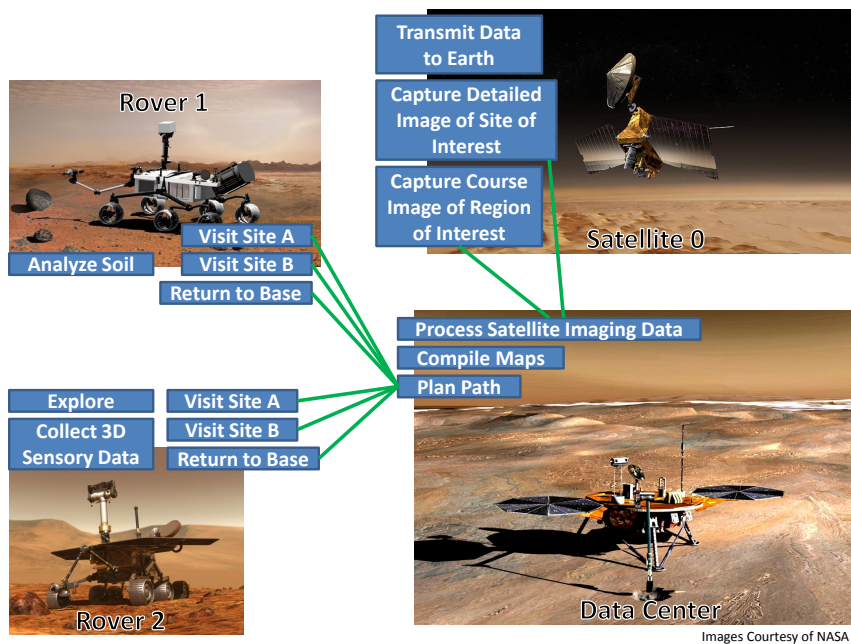 Transmit Data
to Earth
Capture Detailed
Image of Site of
Interest
Capture Course
Image of Region
of Interest
Satellite 0
Rover 1
Visit Site A
Analyze Soil
Visit Site B
Return to Base
Process Satellite Imaging Data
Compile Maps
Plan Path
Explore
Visit Site A
Collect 3D
Sensory Data
Visit Site B
Return to Base
Rover 2
Data Center
Images Courtesy of NASA